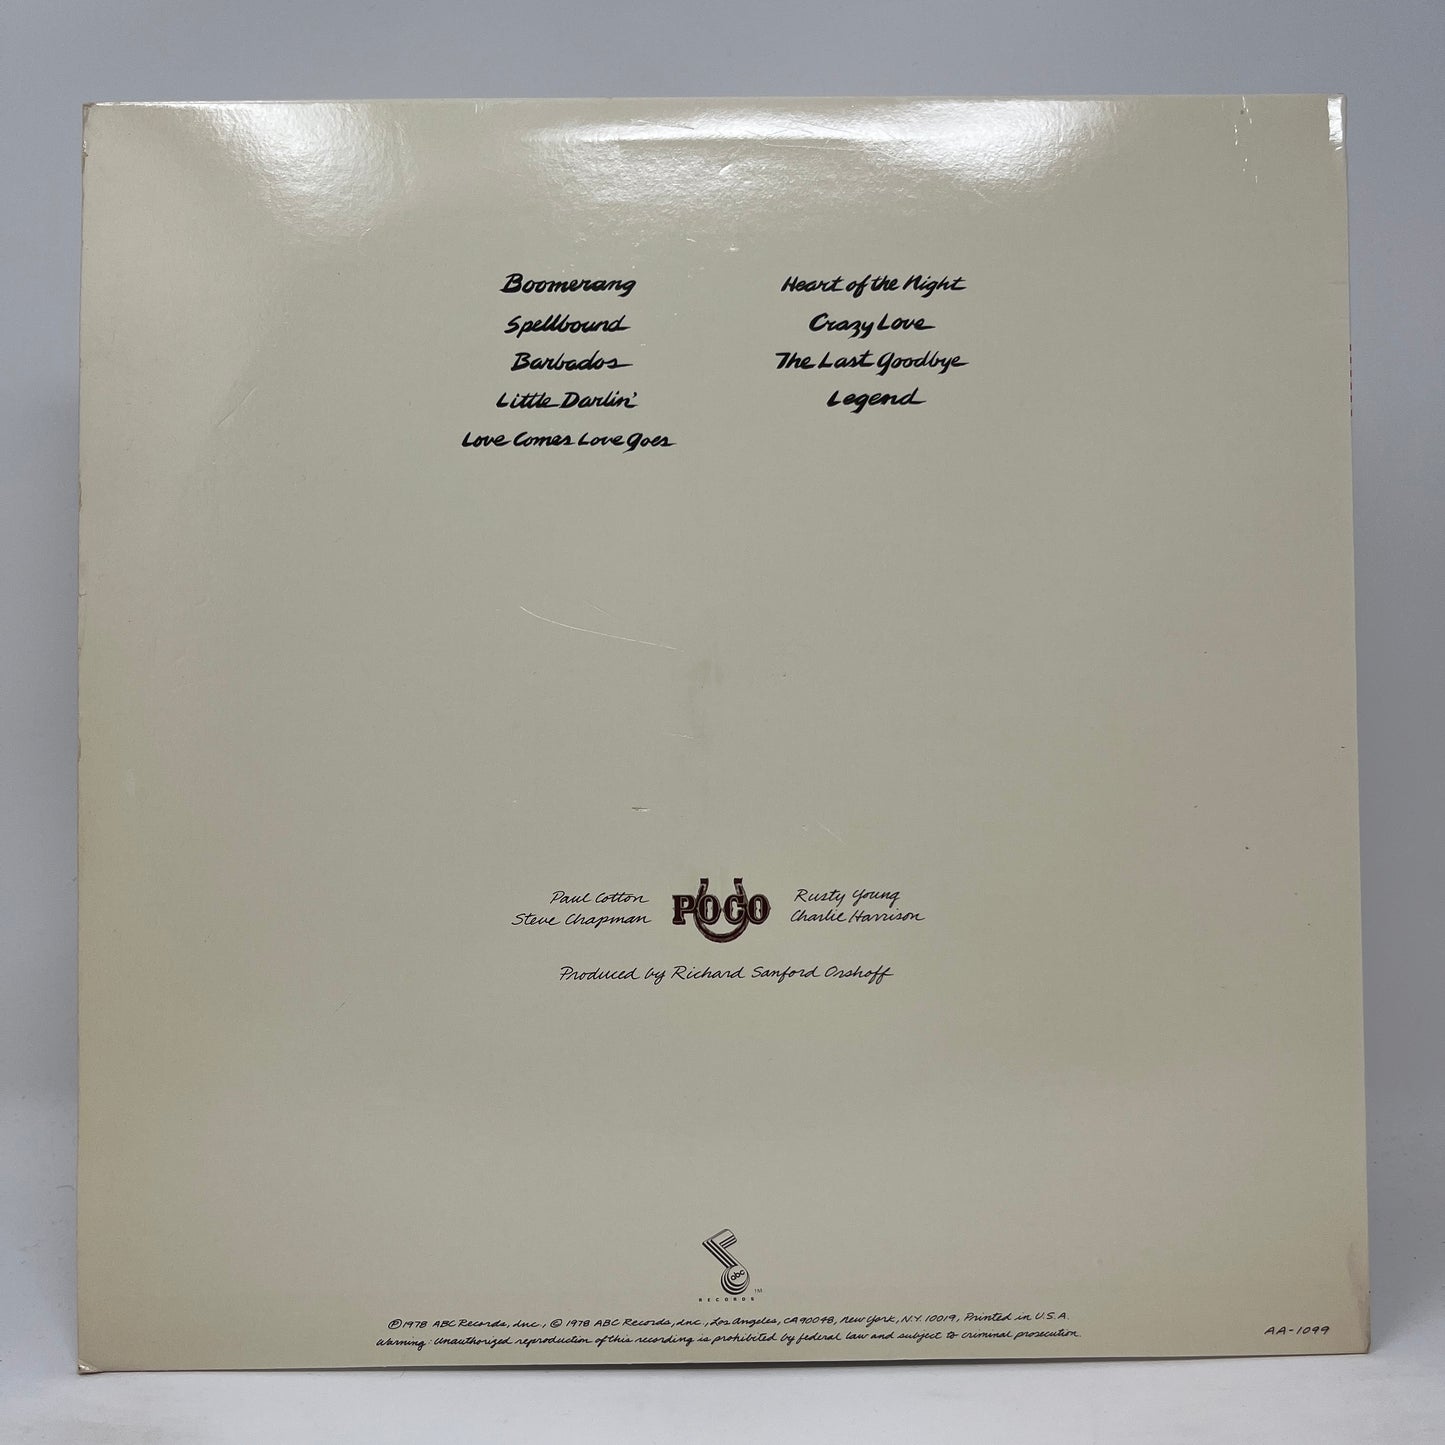 Boomerang
Spellbound
Barbados
Little Darlin'
Love Comes Love Goes
Heart of the Night
Crazy Love
The Last Goodbye
Legend
Paul Cotton
Steve Chapman
POCO
Rusty Young
Charlie Harrison
Produced by Richard Sanford Orshoff
abc
RECORDS TM
℗ 1978 ABC Records, Inc., © 1978 ABC Records, Inc., Los Angeles, CA 90048, New York, N.Y. 10019, Printed in U.S.A.
Warning: Unauthorized reproduction of this recording is prohibited by federal law and subject to criminal prosecution.
AA-1099